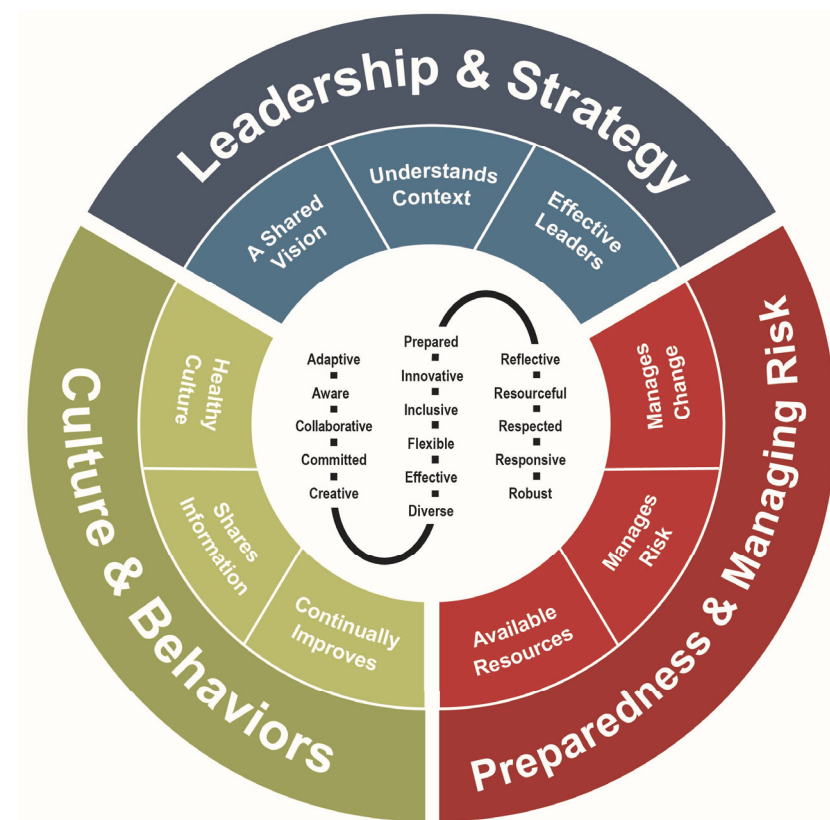 Leadership & Strategy
A Shared
Vision
Understands
Context
Effective
Leaders
Preparedness & Managing Risk
Manages
Change
Manages
Risk
Available
Resources
Culture & Behaviors
Healthy
Culture
Shares
Information
Continually
Improves
Adaptive
Aware
Collaborative
Committed
Creative
Prepared
Innovative
Inclusive
Flexible
Effective
Diverse
Reflective
Resourceful
Respected
Responsive
Robust